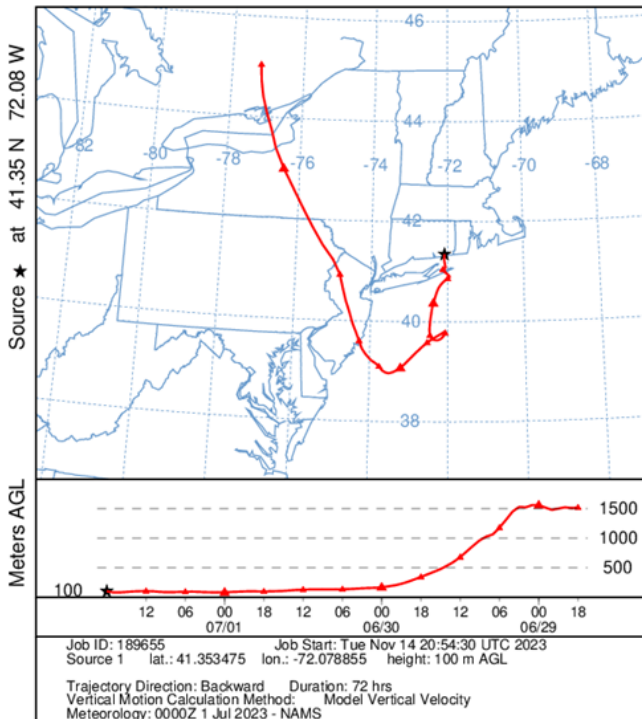 Source ★ at 41.35 N 72.08 W
46
44
-82
-80
-78
-76
-74
-72
-70
-68
42
40
38
Meters AGL
1500
1000
500
100
12 06 00 18 12 06 00 18 12 06 00 18
07/01 06/30 06/29
Job ID: 189655 Job Start: Tue Nov 14 20:54:30 UTC 2023
Source 1 lat.: 41.353475 lon.: -72.078855 height: 100 m AGL
Trajectory Direction: Backward Duration: 72 hrs
Vertical Motion Calculation Method: Model Vertical Velocity
Meteorology: 0000Z 1 Jul 2023 - NAMS